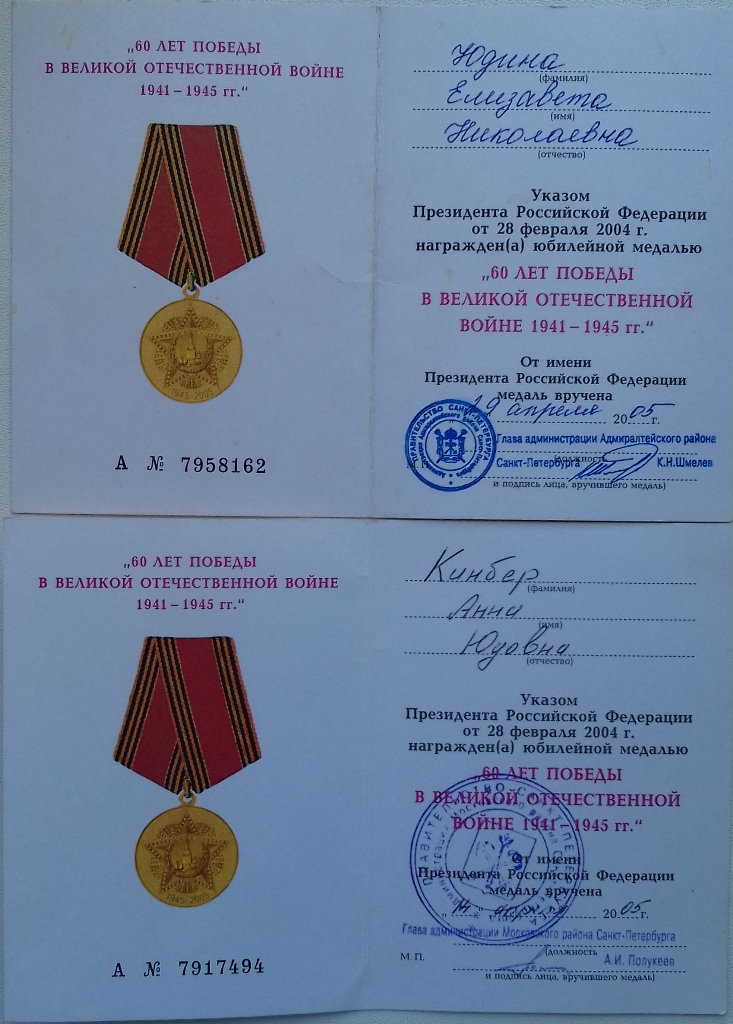 „60 ЛЕТ ПОБЕДЫ
В ВЕЛИКОЙ ОТЕЧЕСТВЕННОЙ ВОЙНЕ
1941 – 1945 гг."
1945-2005
А № 7958162
Юдина
(фамилия)
Елизавета
(имя)
Николаевна
(отчество)
Указом
Президента Российской Федерации
от 28 февраля 2004 г.
награжден(а) юбилейной медалью
„60 ЛЕТ ПОБЕДЫ
В ВЕЛИКОЙ ОТЕЧЕСТВЕННОЙ
ВОЙНЕ 1941 – 1945 гг."
От имени
Президента Российской Федерации
медаль вручена
19 апреля 2005 г.
ПРАВИТЕЛЬСТВО САНКТ-ПЕТЕРБУРГА
Глава администрации Адмиралтейского района
(должность
М. П. Санкт-Петербурга К.Н.Шмелев
и подпись лица, вручившего медаль)
„60 ЛЕТ ПОБЕДЫ
В ВЕЛИКОЙ ОТЕЧЕСТВЕННОЙ ВОЙНЕ
1941 – 1945 гг."
1945-2005
А № 7917494
Кинбер
(фамилия)
Анна
(имя)
Юдовна
(отчество)
Указом
Президента Российской Федерации
от 28 февраля 2004 г.
награжден(а) юбилейной медалью
„60 ЛЕТ ПОБЕДЫ
В ВЕЛИКОЙ ОТЕЧЕСТВЕННОЙ
ВОЙНЕ 1941 – 1945 гг."
От имени
Президента Российской Федерации
медаль вручена
2005 г.
Глава администрации Московского района Санкт-Петербурга
М. П. (должность А.И. Полукеев
и подпись лица, вручившего медаль)